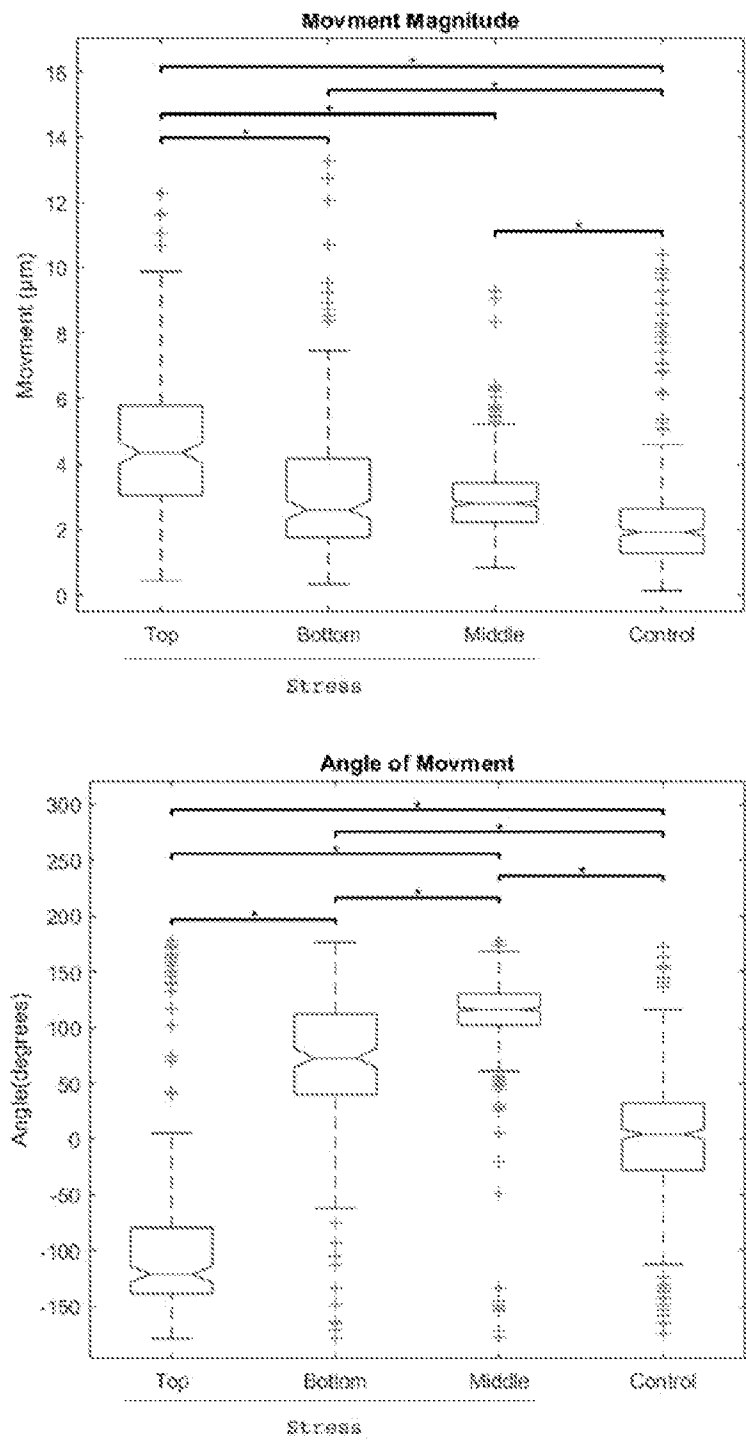 Movment Magnitude
16
14
12
10
8
6
4
2
0
Movment (µm)
* * * * *
Top Bottom Middle Control
Stress
Angle of Movment
300
250
200
150
100
50
0
-50
-100
-150
Angle(degrees)
* * * * * *
Top Bottom Middle Control
Stress